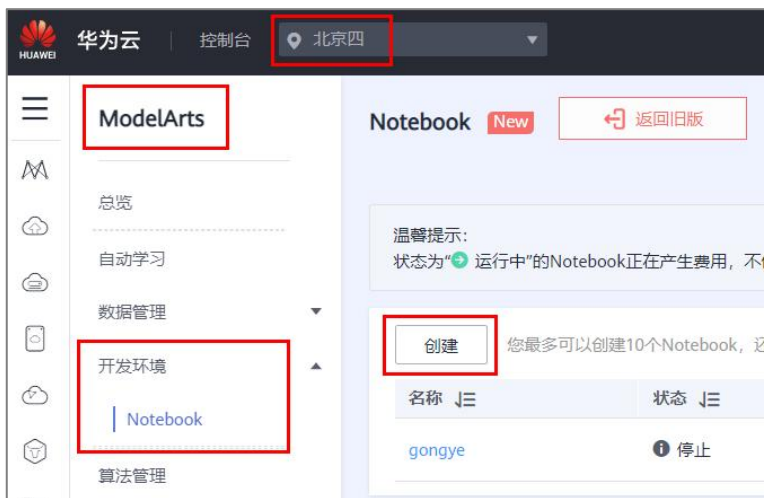 HUAWEI 华为云 控制台 北京四
ModelArts
总览
自动学习
数据管理
开发环境
Notebook
算法管理
Notebook New 返回旧版
温馨提示:
状态为“ 运行中”的Notebook正在产生费用，不
创建 您最多可以创建10个Notebook，还
名称 状态
gongye 停止